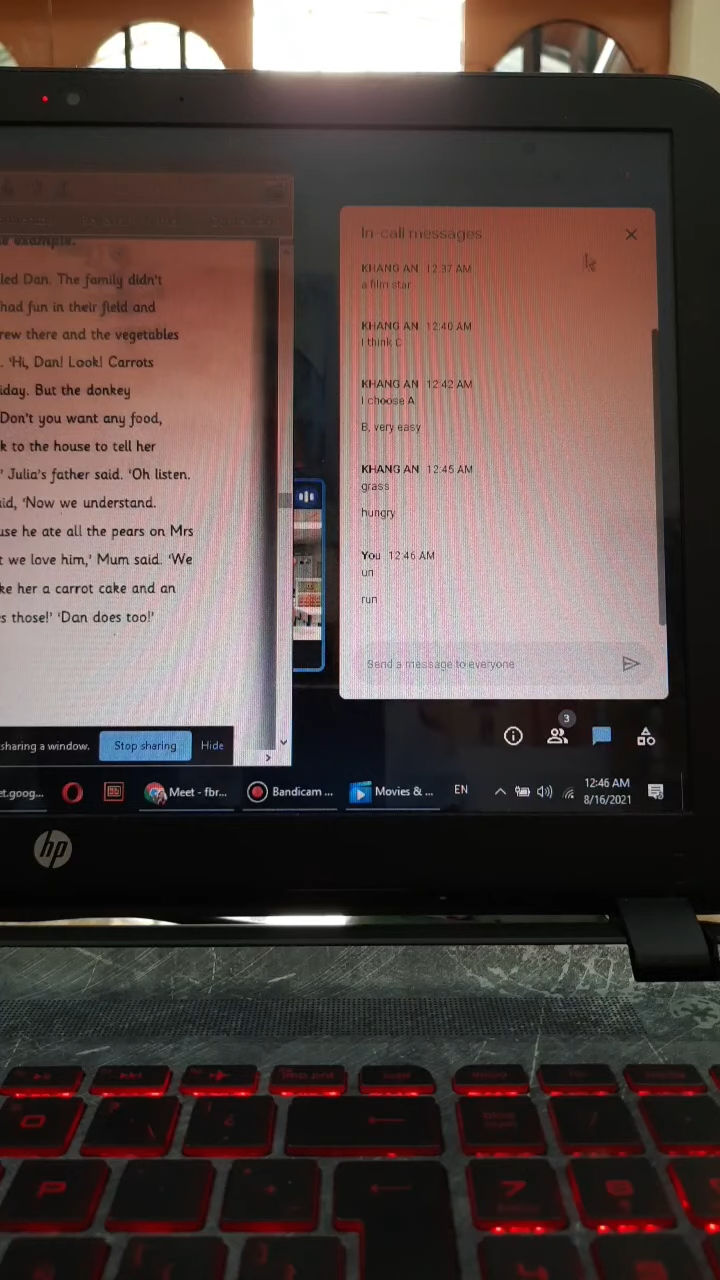 e example.
led Dan. The family didn't
had fun in their field and
rew there and the vegetables
. 'Hi, Dan! Look! Carrots
iday. But the donkey
Don't you want any food,
k to the house to tell her
' Julia's father said. 'Oh listen.
id, 'Now we understand.
use he ate all the pears on Mrs
t we love him,' Mum said. 'We
ke her a carrot cake and an
s those!' 'Dan does too!'
sharing a window.
Stop sharing
Hide
In-call messages
KHANG AN 12:37 AM
a film star
KHANG AN 12:40 AM
I think C
KHANG AN 12:42 AM
I choose A
B, very easy
KHANG AN 12:45 AM
grass
hungry
You 12:46 AM
un
run
Send a message to everyone
3
et.goog...
Meet - fbr...
Bandicam ...
Movies & ...
EN
12:46 AM
8/16/2021
hp
O
P
7